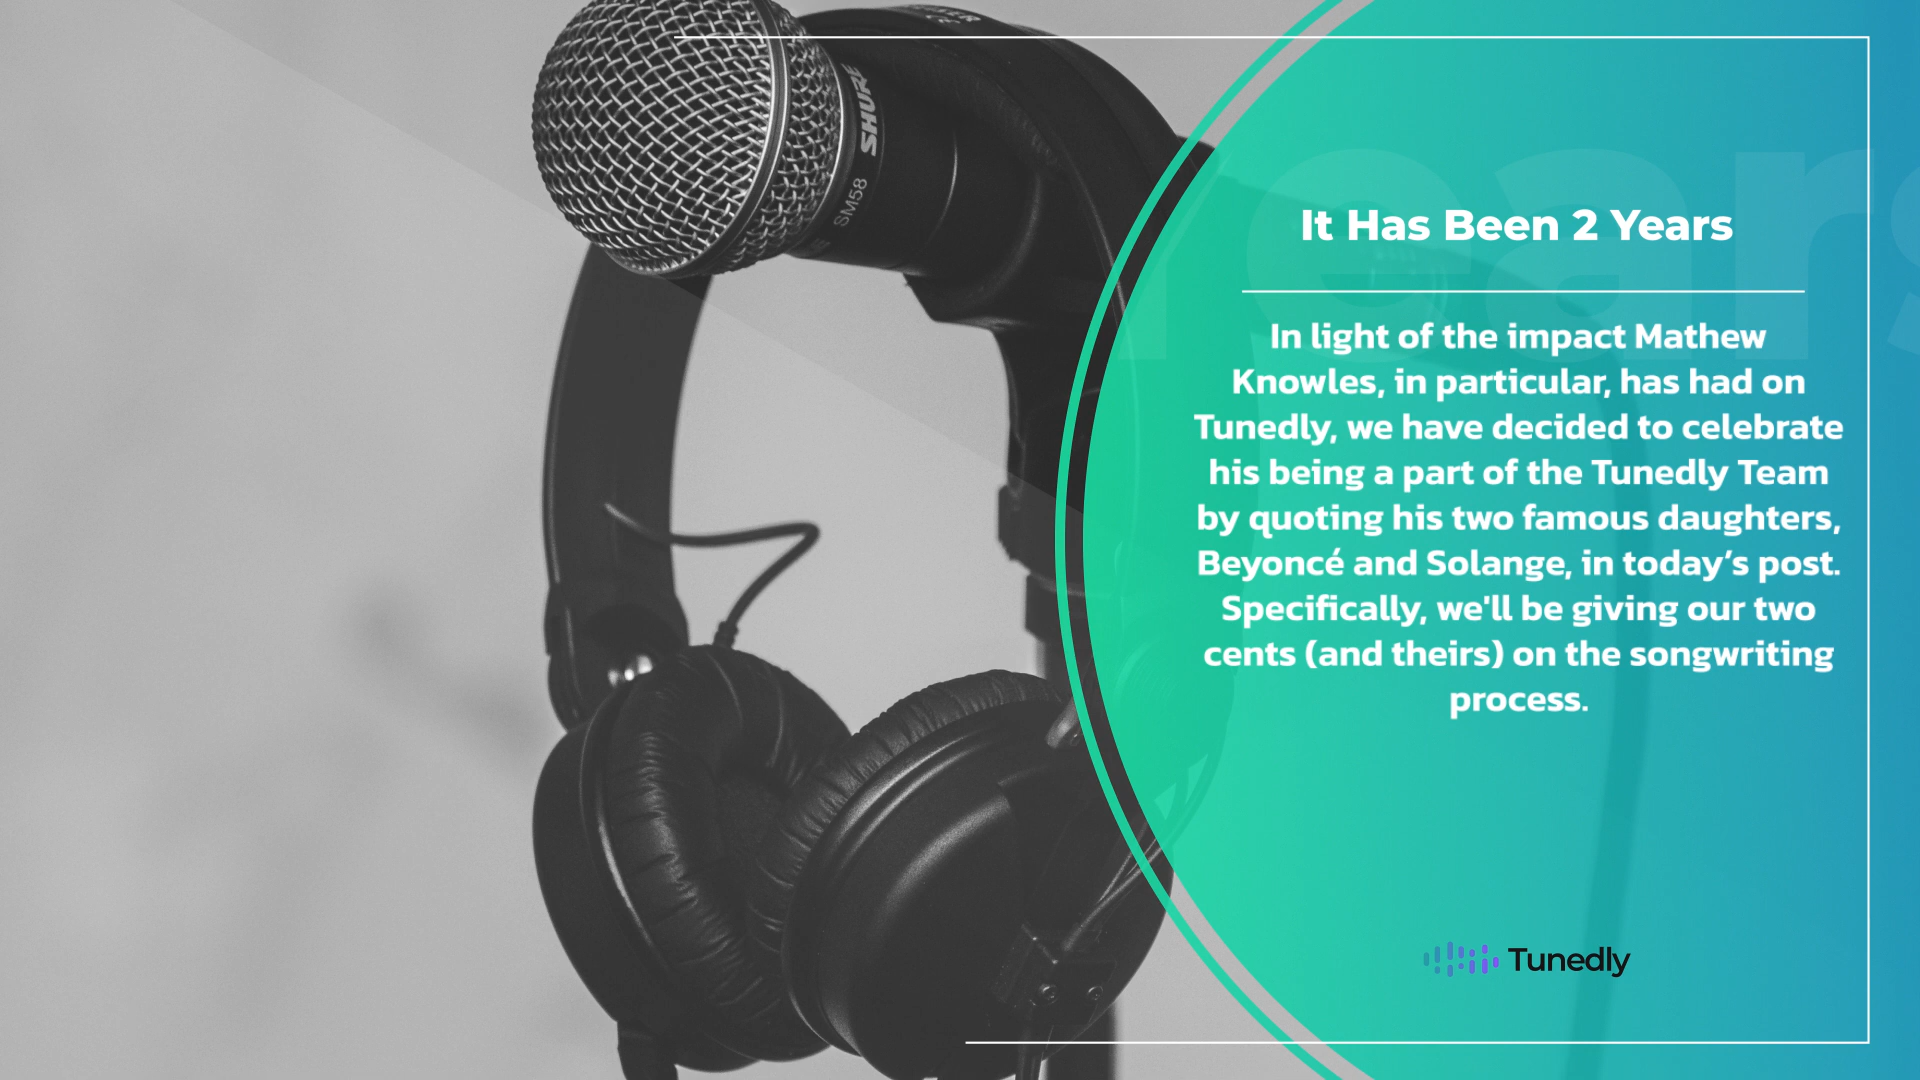 SHURE
SM58
ears
It Has Been 2 Years
In light of the impact Mathew
Knowles, in particular, has had on
Tunedly, we have decided to celebrate
his being a part of the Tunedly Team
by quoting his two famous daughters,
Beyoncé and Solange, in today’s post.
Specifically, we'll be giving our two
cents (and theirs) on the songwriting
process.
Tunedly